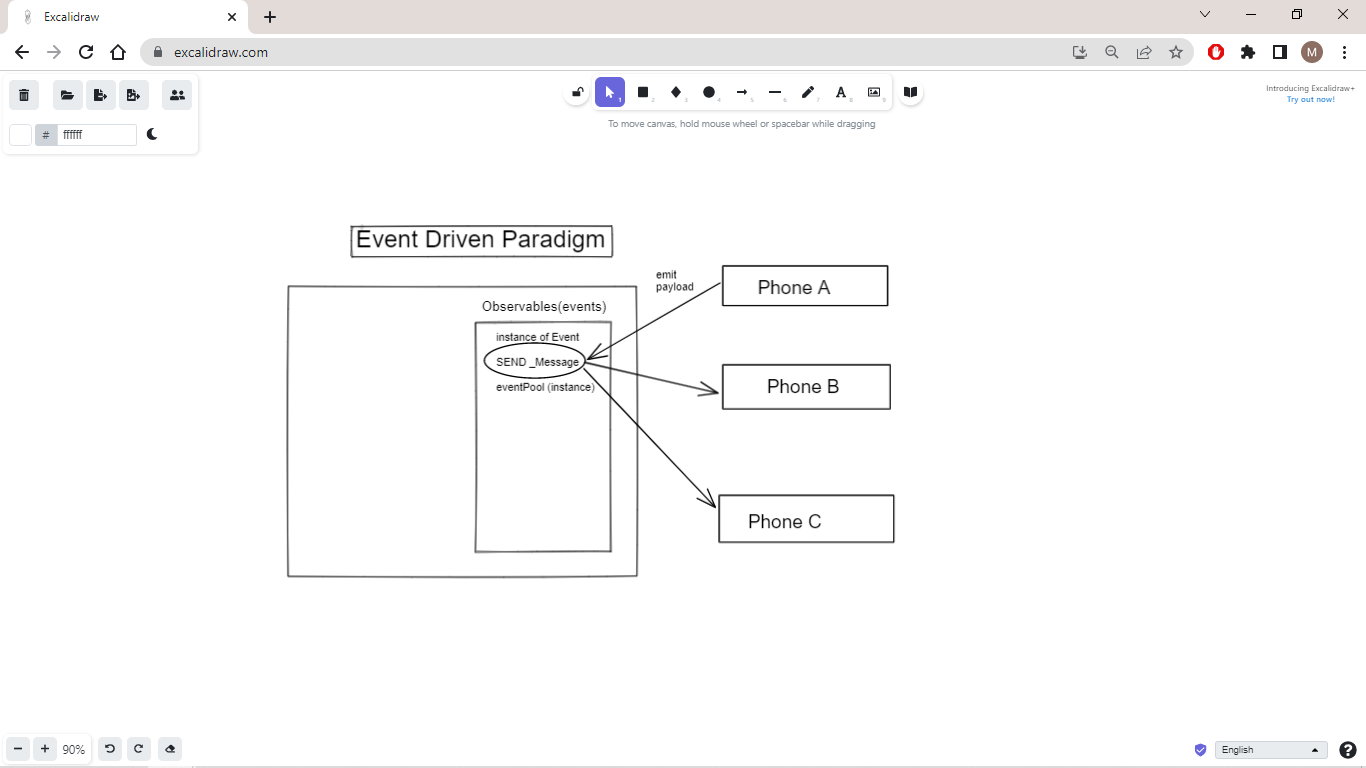 Excalidraw
excalidraw.com
M
# ffffff
1 2 3 4 5 6 7 A 8 9
To move canvas, hold mouse wheel or spacebar while dragging
Introducing Excalidraw+
Try out now!
Event Driven Paradigm
emit
payload
Phone A
Observables(events)
instance of Event
SEND _Message
eventPool (instance)
Phone B
Phone C
90%
English
?